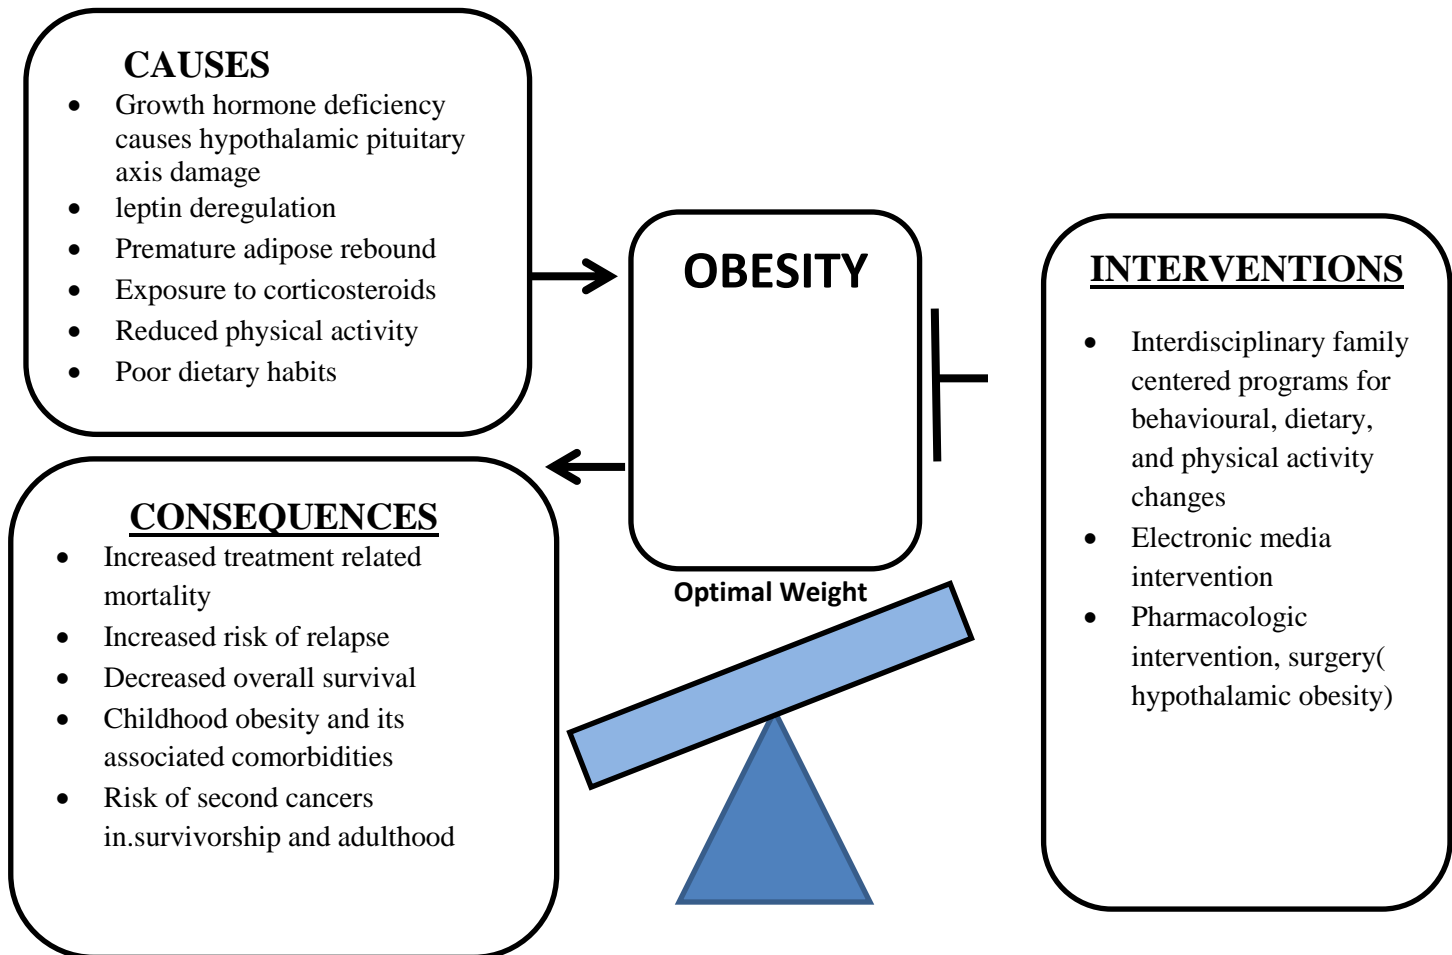 CAUSES
• Growth hormone deficiency
causes hypothalamic pituitary
axis damage
• leptin deregulation
• Premature adipose rebound
• Exposure to corticosteroids
• Reduced physical activity
• Poor dietary habits
OBESITY
Optimal Weight
CONSEQUENCES
• Increased treatment related
mortality
• Increased risk of relapse
• Decreased overall survival
• Childhood obesity and its
associated comorbidities
• Risk of second cancers
in.survivorship and adulthood
INTERVENTIONS
• Interdisciplinary family
centered programs for
behavioural, dietary,
and physical activity
changes
• Electronic media
intervention
• Pharmacologic
intervention, surgery(
hypothalamic obesity)